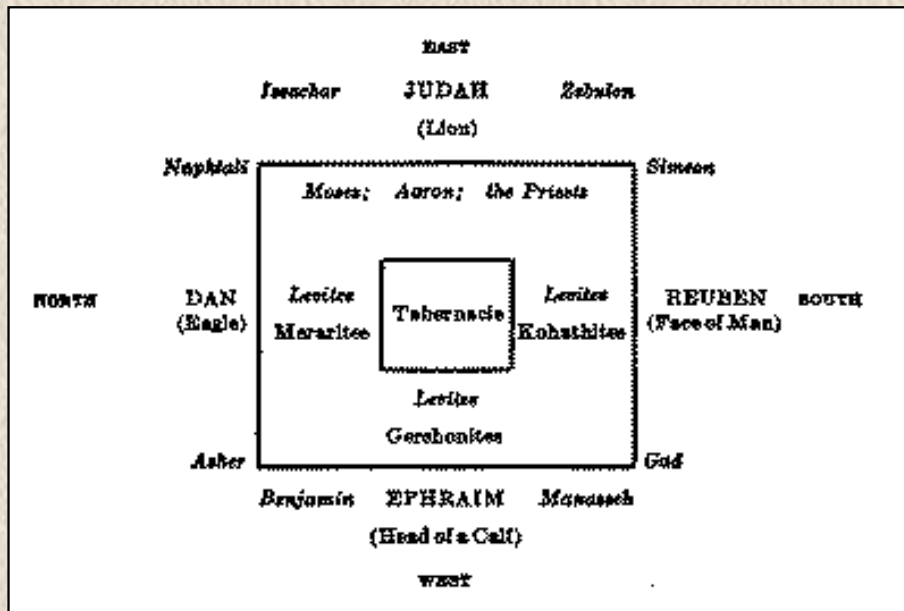 EAST
Issachar JUDAH Zebulon
(Lion)
Naphtali Simeon
Moses; Aaron; the Priests
Levites Levites
NORTH DAN Tabernacle REUBEN SOUTH
(Eagle) Merarites Kohathites (Face of Man)
Levites
Gershonites
Asher Gad
Benjamin EPHRAIM Manasseh
(Head of a Calf)
WEST